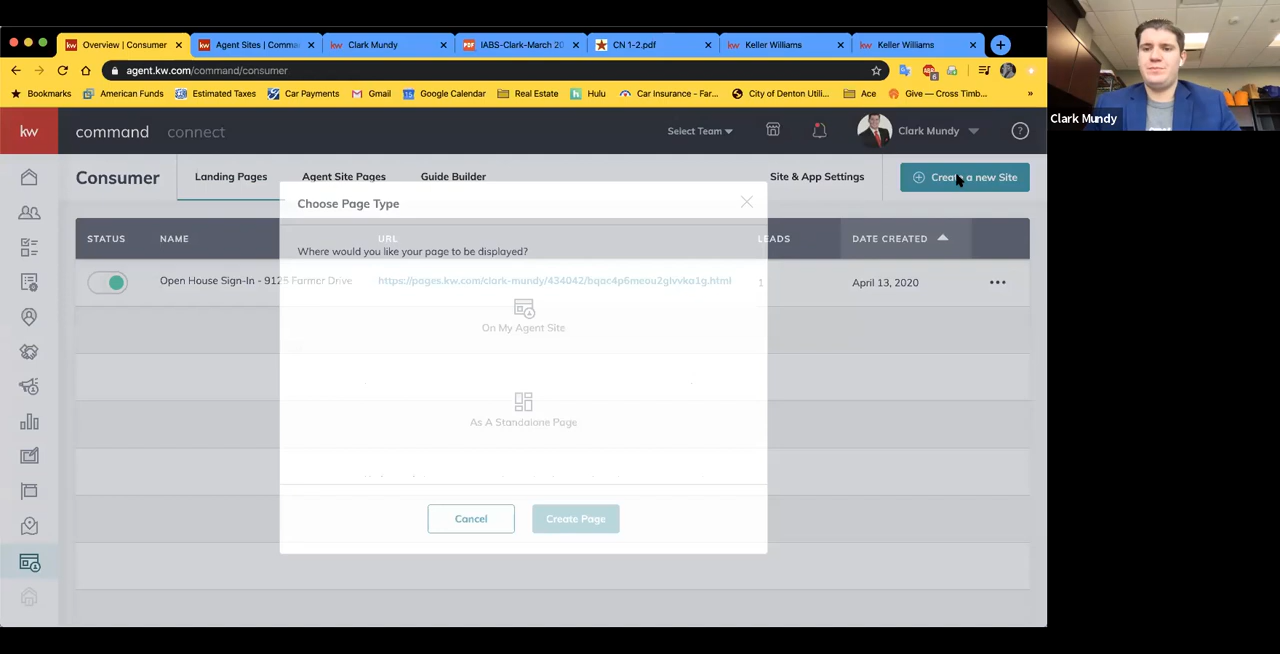 Overview | Consumer
Agent Sites | Comma
Clark Mundy
IABS-Clark-March 20
CN 1-2.pdf
Keller Williams
Keller Williams
agent.kw.com/command/consumer
Bookmarks
American Funds
Estimated Taxes
Car Payments
Gmail
Google Calendar
Real Estate
Hulu
Car Insurance - Far...
City of Denton Utili...
Ace
Give — Cross Timb...
»
kw
command
connect
Select Team
Clark Mundy
Consumer
Landing Pages
Agent Site Pages
Guide Builder
Site & App Settings
Create a new Site
Choose Page Type
STATUS
NAME
URL
LEADS
DATE CREATED
Where would you like your page to be displayed?
Open House Sign-In - 9125 Farmer Drive
https://pages.kw.com/clark-mundy/434042/bqac4p6meou2glvvka1g.html
1
April 13, 2020
On My Agent Site
As A Standalone Page
Cancel
Create Page
Clark Mundy